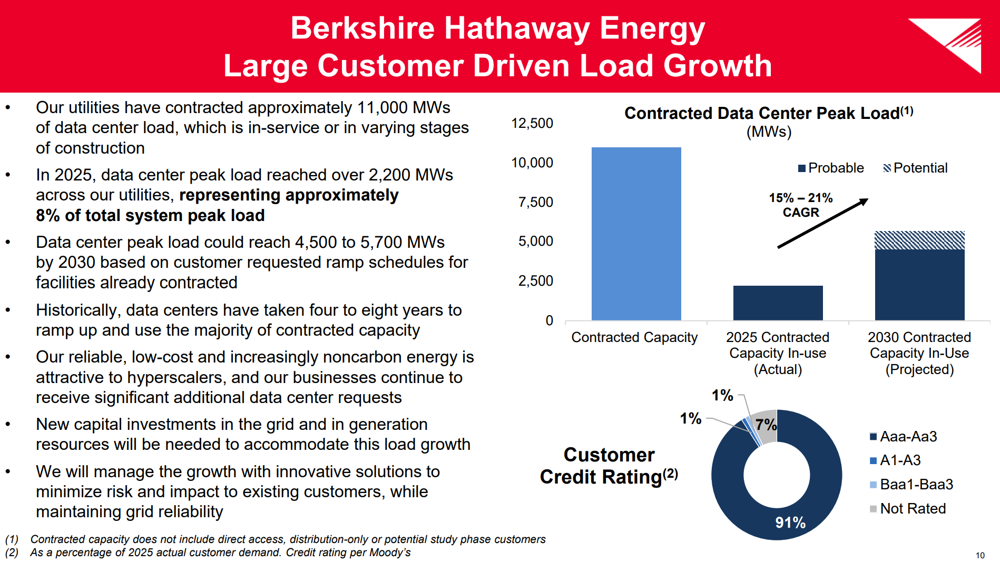 Berkshire Hathaway Energy
Large Customer Driven Load Growth
• Our utilities have contracted approximately 11,000 MWs
of data center load, which is in-service or in varying stages
of construction
• In 2025, data center peak load reached over 2,200 MWs
across our utilities, representing approximately
8% of total system peak load
• Data center peak load could reach 4,500 to 5,700 MWs
by 2030 based on customer requested ramp schedules for
facilities already contracted
• Historically, data centers have taken four to eight years to
ramp up and use the majority of contracted capacity
• Our reliable, low-cost and increasingly noncarbon energy is
attractive to hyperscalers, and our businesses continue to
receive significant additional data center requests
• New capital investments in the grid and in generation
resources will be needed to accommodate this load growth
• We will manage the growth with innovative solutions to
minimize risk and impact to existing customers, while
maintaining grid reliability
Contracted Data Center Peak Load(1)
(MWs)
12,500
10,000
7,500
5,000
2,500
0
Probable
Potential
15% – 21%
CAGR
Contracted Capacity
2025 Contracted
Capacity In-use
(Actual)
2030 Contracted
Capacity In-Use
(Projected)
Customer
Credit Rating(2)
1%
1%
7%
91%
Aaa-Aa3
A1-A3
Baa1-Baa3
Not Rated
(1) Contracted capacity does not include direct access, distribution-only or potential study phase customers
(2) As a percentage of 2025 actual customer demand. Credit rating per Moody's
10